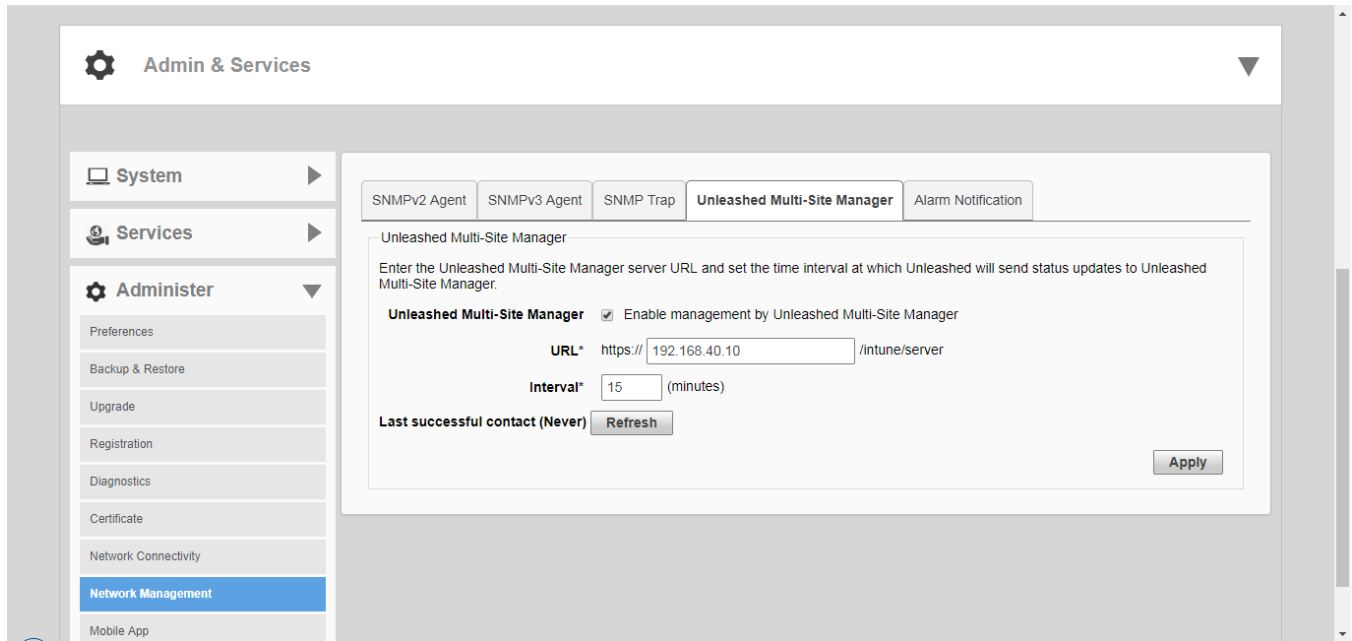 Admin & Services
System
Services
Administer
Preferences
Backup & Restore
Upgrade
Registration
Diagnostics
Certificate
Network Connectivity
Network Management
Mobile App
SNMPv2 Agent
SNMPv3 Agent
SNMP Trap
Unleashed Multi-Site Manager
Alarm Notification
Unleashed Multi-Site Manager
Enter the Unleashed Multi-Site Manager server URL and set the time interval at which Unleashed will send status updates to Unleashed
Multi-Site Manager.
Unleashed Multi-Site Manager Enable management by Unleashed Multi-Site Manager
URL* https:// 192.168.40.10 /intune/server
Interval* 15 (minutes)
Last successful contact (Never) Refresh
Apply